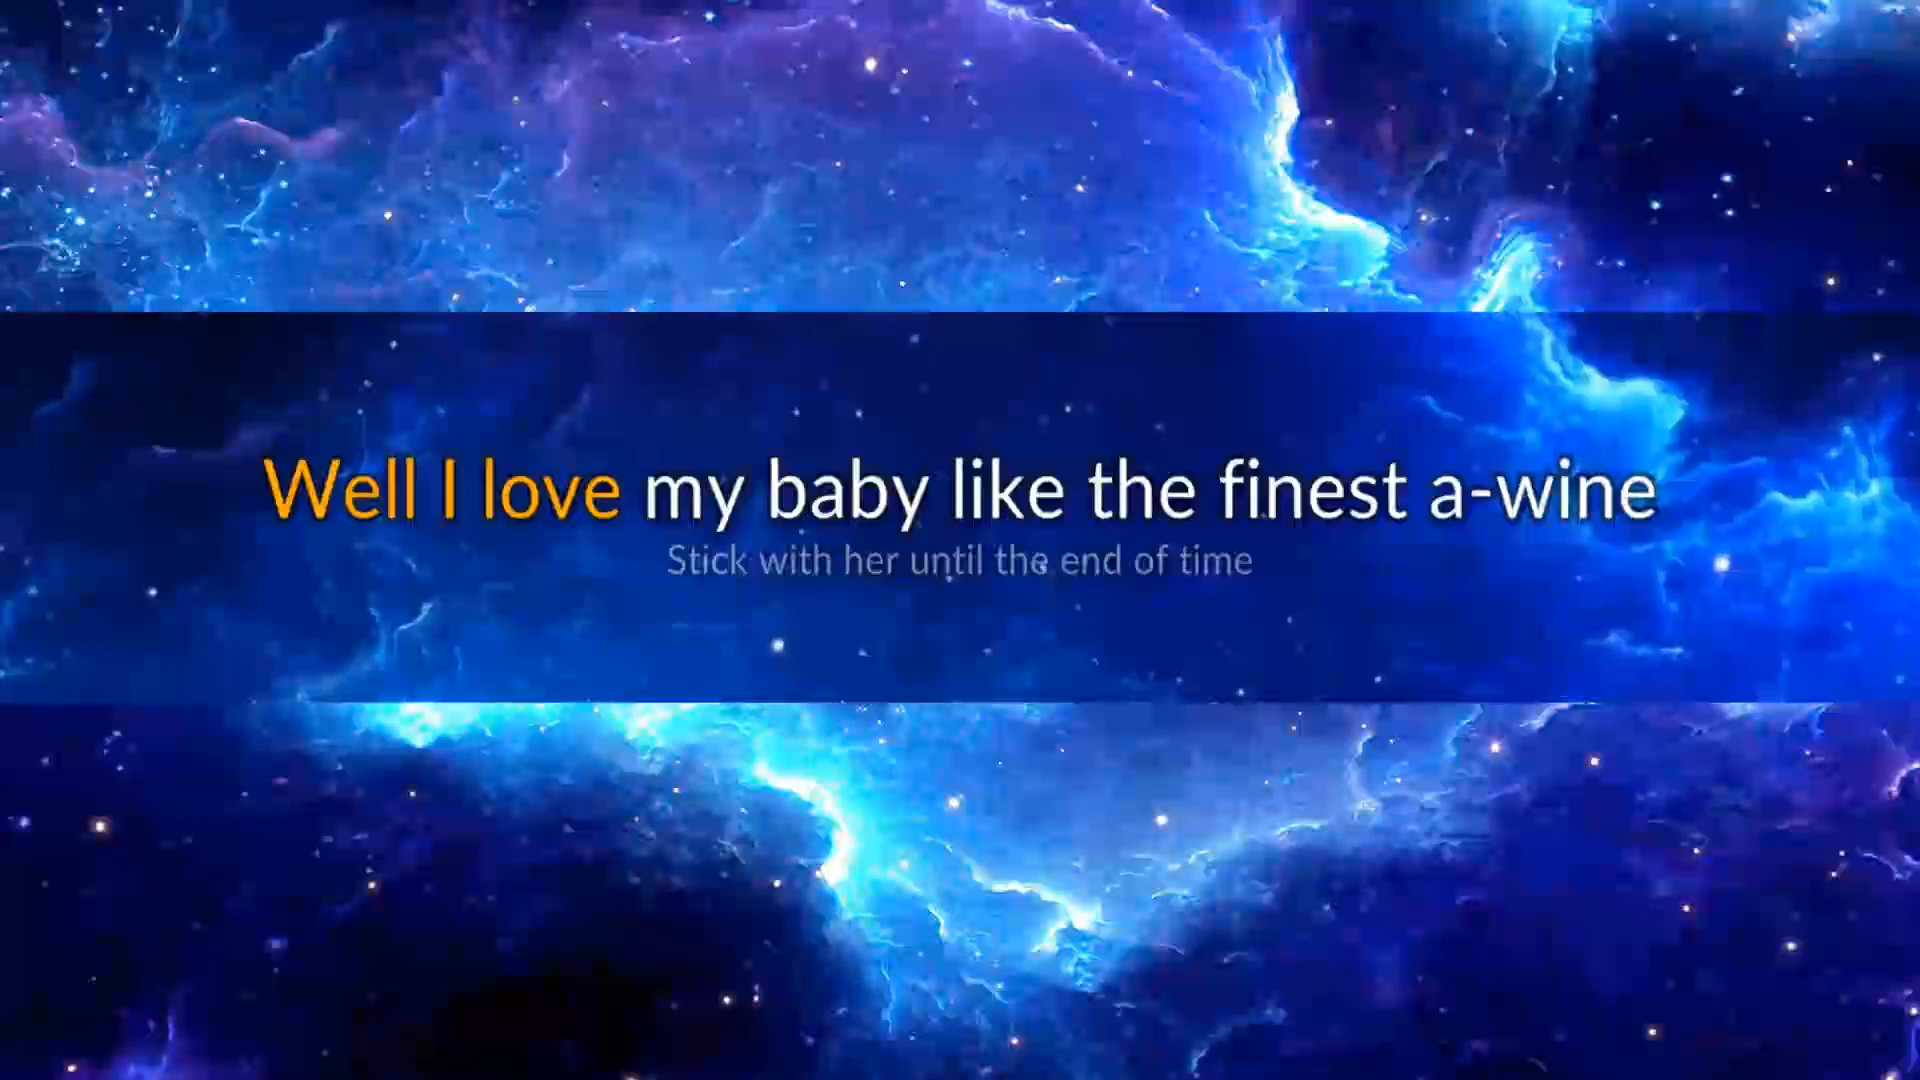 Well I love my baby like the finest a-wine
Stick with her until the end of time